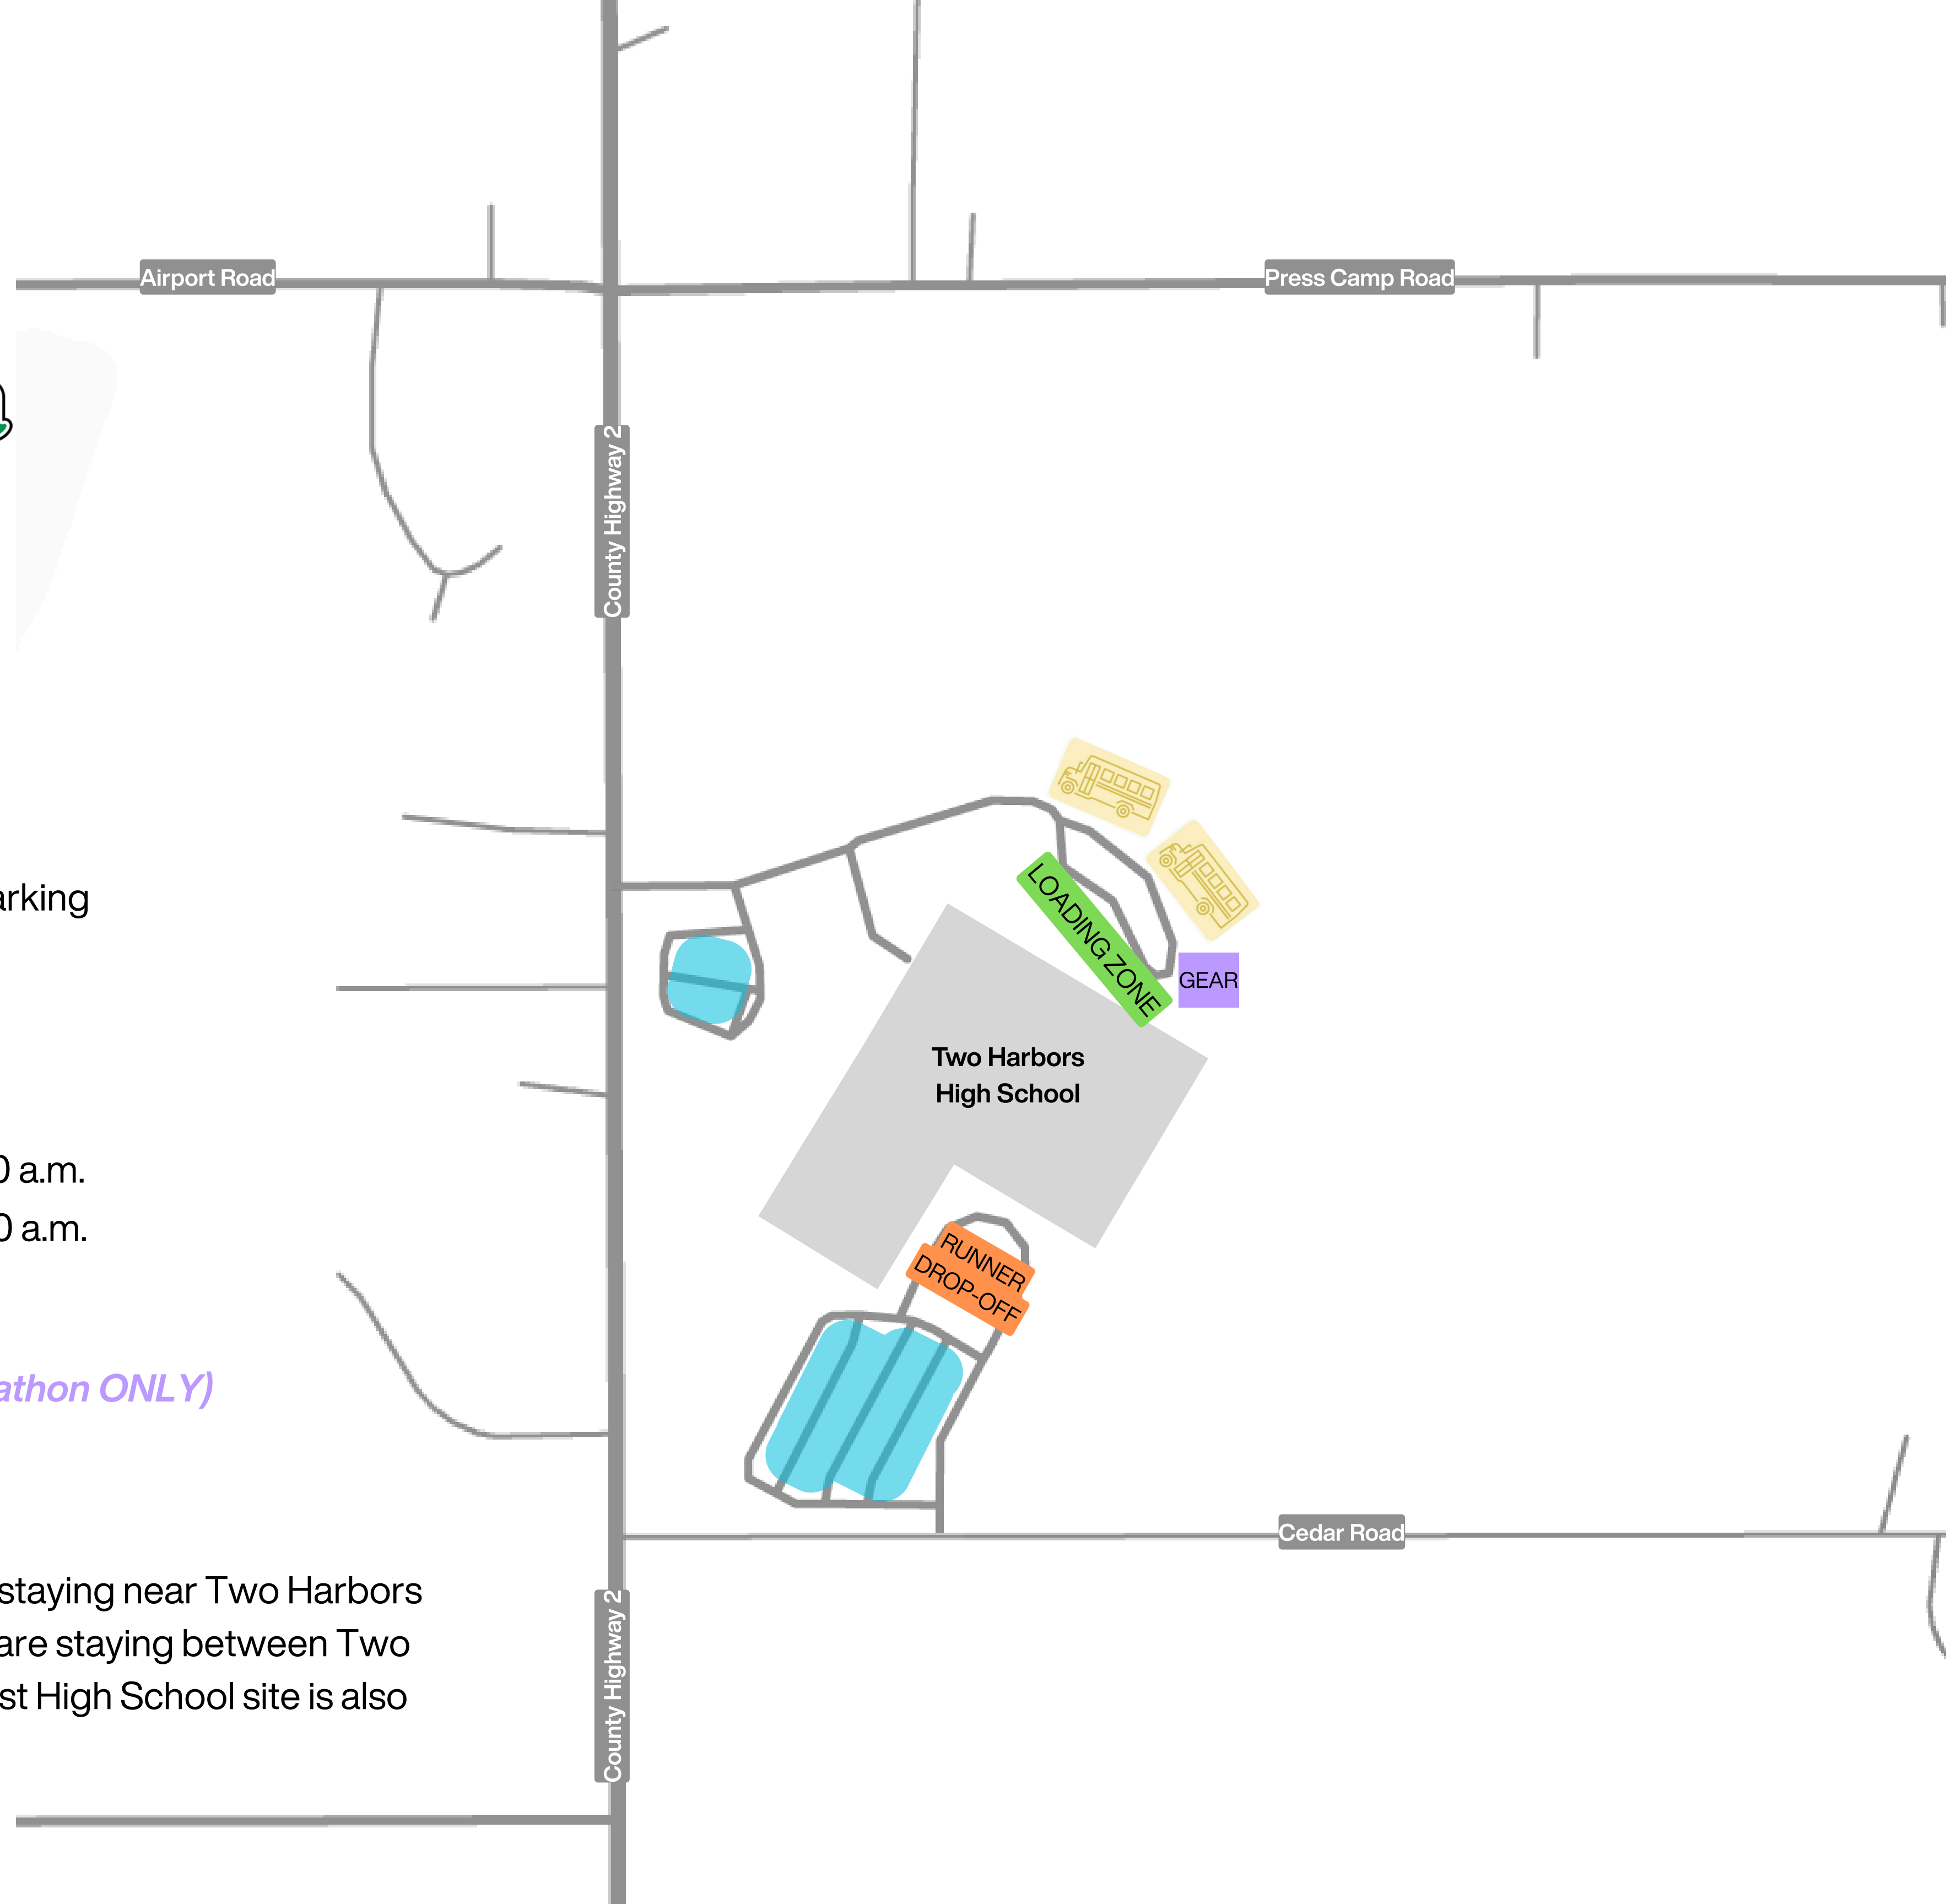 Airport Road
Press Camp Road
County Highway 2
LOADING ZONE
GEAR
Two Harbors
High School
RUNNER
DROP-OFF
Cedar Road
County Highway 2
arking
0 a.m.
0 a.m.
athon ONLY)
staying near Two Harbors
are staying between Two
st High School site is also